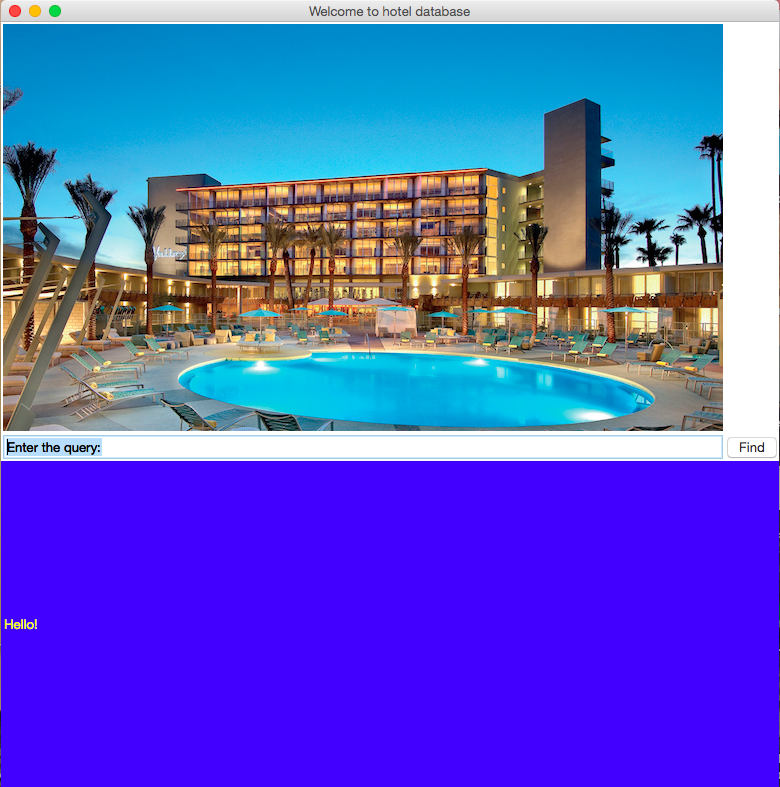 Welcome to hotel database
Enter the query:
Find
Hello!